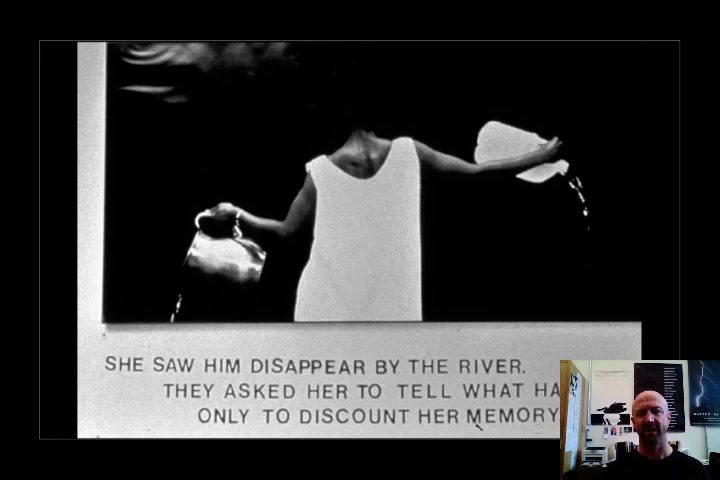 SHE SAW HIM DISAPPEAR BY THE RIVER.
THEY ASKED HER TO TELL WHAT HA
ONLY TO DISCOUNT HER MEMORY